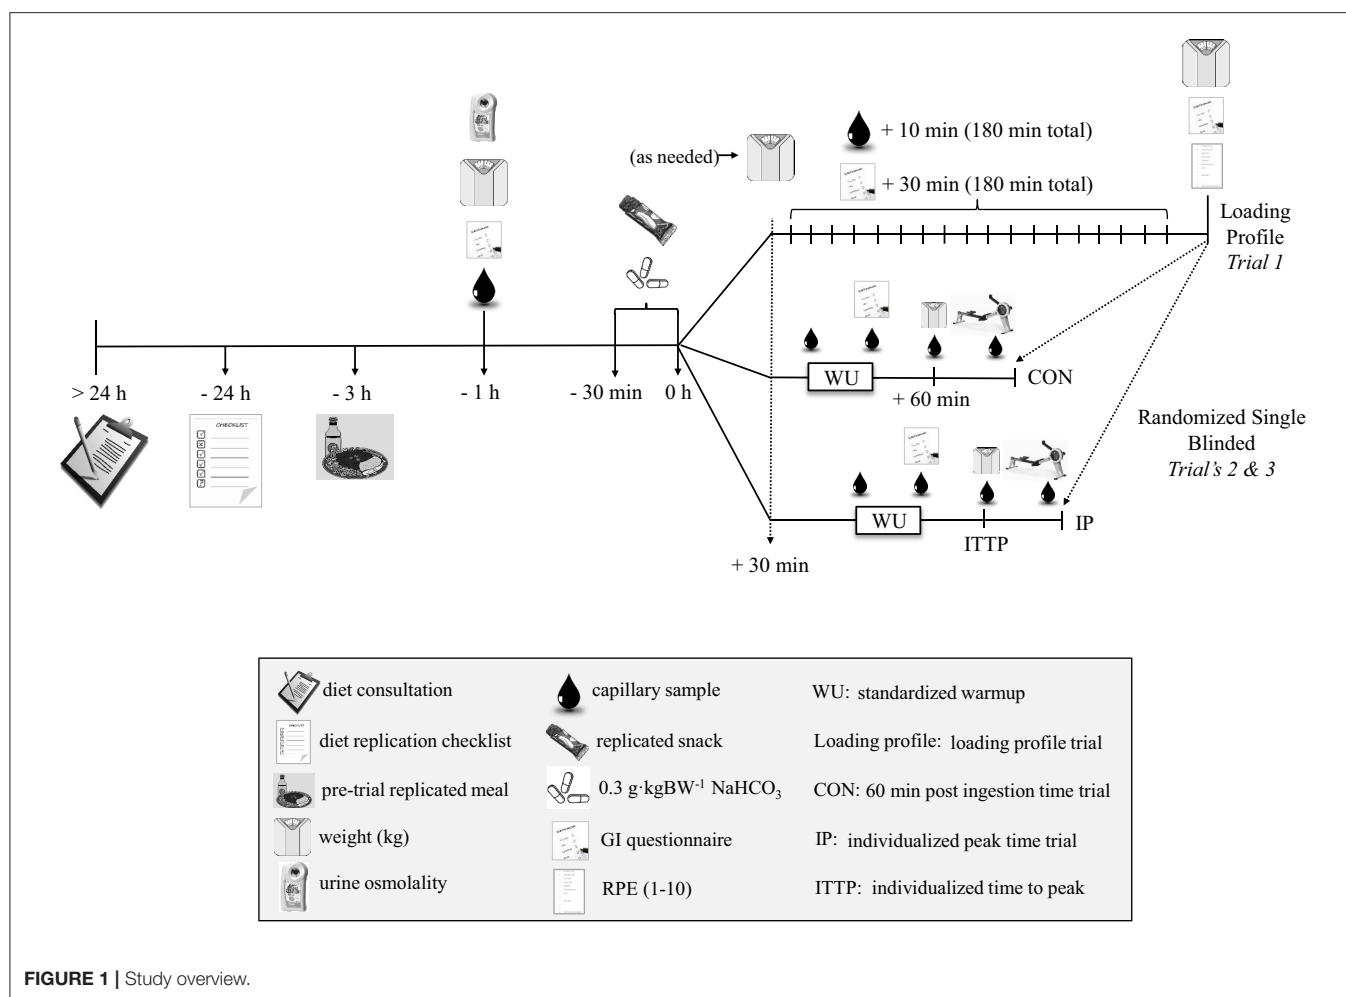 (as needed)
+ 10 min (180 min total)
+ 30 min (180 min total)
Loading
Profile
Trial 1
> 24 h
- 24 h
- 3 h
- 1 h
- 30 min
0 h
WU
+ 60 min
CON
Randomized Single
Blinded
Trial's 2 & 3
WU
ITTP
IP
+ 30 min
CHECKLIST
diet consultation
diet replication checklist
pre-trial replicated meal
weight (kg)
urine osmolality
capillary sample
replicated snack
0.3 g·kgBW⁻¹ NaHCO₃
GI questionnaire
RPE (1-10)
WU: standardized warmup
Loading profile: loading profile trial
CON: 60 min post ingestion time trial
IP: individualized peak time trial
ITTP: individualized time to peak
FIGURE 1 | Study overview.